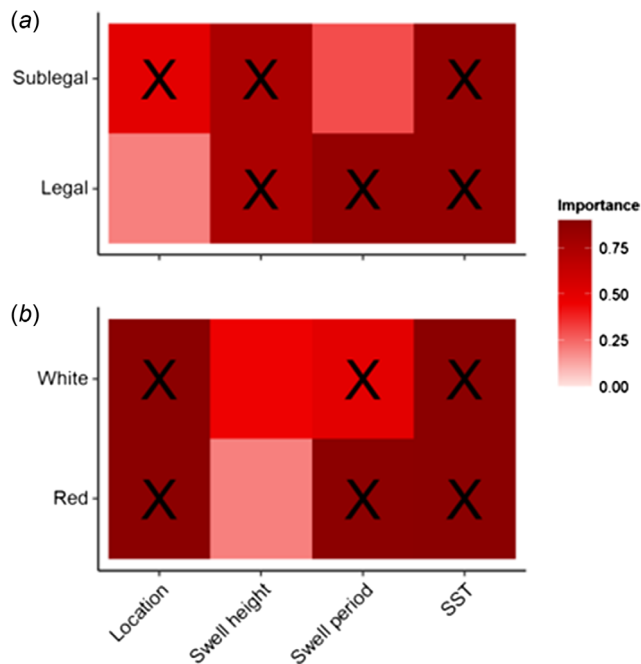 (a)
Sublegal X X X
Legal X X X
Importance
0.75
0.50
0.25
0.00
(b)
White X X X
Red X X X
Location Swell height Swell period SST